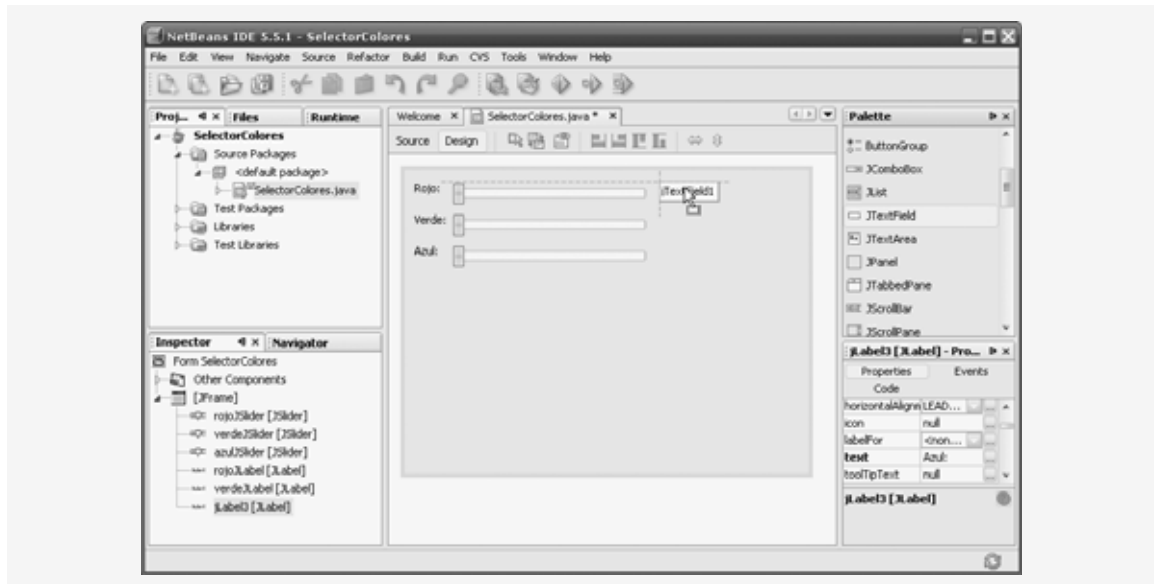 NetBeans IDE 5.5.1 - SelectorColores
File Edit View Navigate Source Refactor Build Run CVS Tools Window Help
Proj... Files Runtime
SelectorColores
Source Packages
<default package>
SelectorColores.java
Test Packages
Libraries
Test Libraries
Inspector Navigator
Form SelectorColores
Other Components
[JFrame]
rojoJSlider [JSlider]
verdeJSlider [JSlider]
azulJSlider [JSlider]
rojoJLabel [JLabel]
verdeJLabel [JLabel]
jLabel3 [JLabel]
Welcome SelectorColores.java *
Source Design
Rojo:
jTextField1
Verde:
Azul:
Palette
ButtonGroup
JComboBox
JList
JTextField
JTextArea
JPanel
JTabbedPane
JScrollBar
JScrollPane
jLabel3 [JLabel] - Pro...
Properties Events
Code
horizontalAlignm LEAD...
icon null
labelFor <non...
text Azul:
toolTipText null
jLabel3 [JLabel]